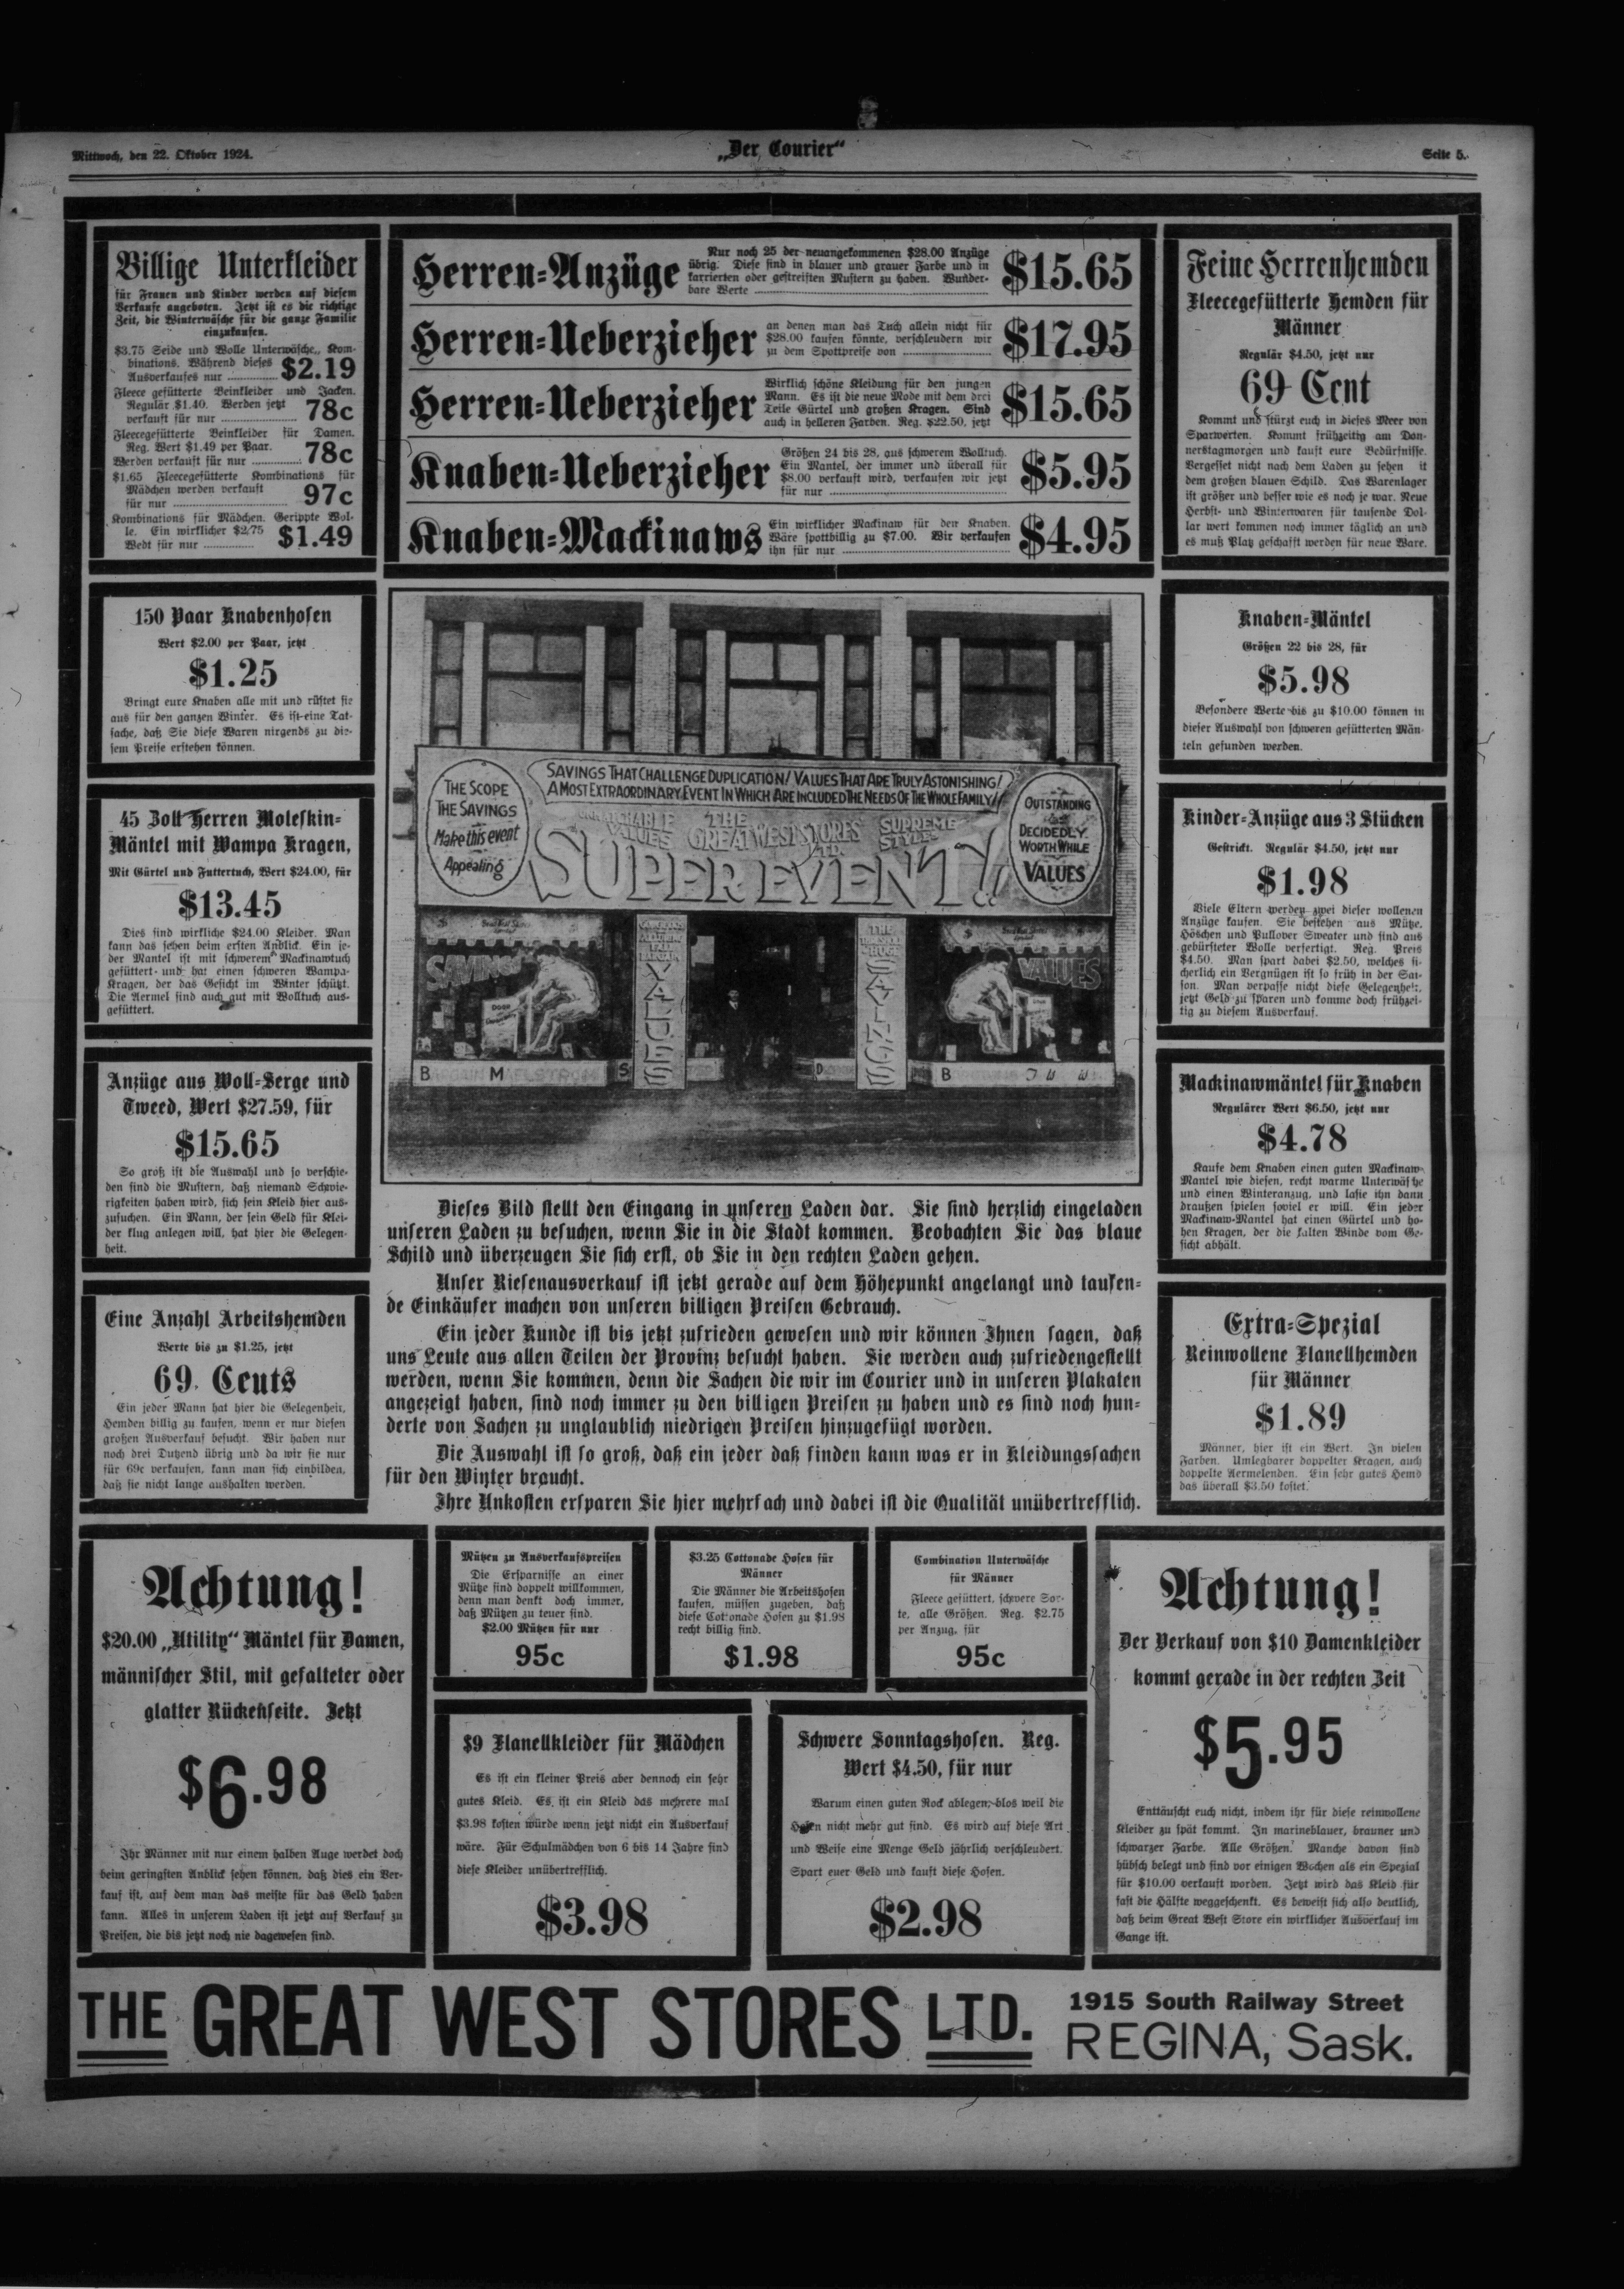 Mittwoch, den 22. Oktober 1924.
„Der Courier“
Seite 5.
Billige Unterkleider
für Frauen und Kinder werden auf diesem
Verkaufe angeboten. Jetzt ist es die richtige
Zeit, die Winterwäsche für die ganze Familie
einzukaufen.
$3.75 Seide und Wolle Unterwäsche, Kom-
binations. Während dieses
Ausverkaufes nur $2.19
Fleece gefütterte Beinkleider und Jacken.
Regulär $1.40. Werden jetzt
verkauft für nur 78c
Fleecegefütterte Beinkleider für Damen.
Reg. Wert $1.49 per Paar.
Werden verkauft für nur 78c
$1.65 Fleecegefütterte Kombinations für
Mädchen werden verkauft
für nur 97c
Kombinations für Mädchen. Gerippte Wol-
le. Ein wirklicher $2.75
Wedt für nur $1.49
Herren=Anzüge
Nur noch 25 der neuangekommenen $28.00 Anzüge
übrig. Diese sind in blauer und grauer Farbe und in
karrierten oder gestreiften Mustern zu haben. Wunder-
bare Werte
$15.65
Herren=Ueberzieher
an denen man das Tuch allein nicht für
$28.00 kaufen könnte, verschleudern wir
zu dem Spottpreise von
$17.95
Herren=Ueberzieher
Wirklich schöne Kleidung für den jungen
Mann. Es ist die neue Mode mit dem drei
Teile Gürtel und großen Kragen. Sind
auch in helleren Farben. Reg. $22.50, jetzt
$15.65
Knaben=Ueberzieher
Größen 24 bis 28, aus schwerem Wolltuch.
Ein Mantel, der immer und überall für
$8.00 verkauft wird, verkaufen wir jetzt
für nur
$5.95
Knaben=Mackinaws
Ein wirklicher Mackinaw für den Knaben.
Wäre spottbillig zu $7.00. Wir verkaufen
ihn für nur
$4.95
Feine Herrenhemden
Fleecegefütterte Hemden für
Männer
Regulär $4.50, jetzt nur
69 Cent
Kommt und stürzt euch in dieses Meer von
Sparwerten. Kommt frühzeitig am Don-
nerstagmorgen und kauft eure Bedürfnisse.
Vergesset nicht nach dem Laden zu sehen it
dem großen blauen Schild. Das Warenlager
ist größer und besser wie es noch je war. Neue
Herbst- und Winterwaren für tausende Dol-
lar wert kommen noch immer täglich an und
es muß Platz geschafft werden für neue Ware.
150 Paar Knabenhosen
Wert $2.00 per Paar, jetzt
$1.25
Bringt eure Knaben alle mit und rüstet sie
aus für den ganzen Winter. Es ist eine Tat-
sache, daß Sie diese Waren nirgends zu die-
sem Preise erstehen können.
45 Zoll Herren Moleskin=
Mäntel mit Wampa Kragen,
Mit Gürtel und Futtertuch, Wert $24.00, für
$13.45
Dies sind wirkliche $24.00 Kleider. Man
kann das sehen beim ersten Anblick. Ein je-
der Mantel ist mit schwerem Mackinawtuch
gefüttert und hat einen schweren Wampa-
Kragen, der das Gesicht im Winter schützt.
Die Aermel sind auch gut mit Wolltuch aus-
gefüttert.
Anzüge aus Woll=Serge und
Tweed, Wert $27.59, für
$15.65
So groß ist die Auswahl und so verschie-
den sind die Mustern, daß niemand Schwie-
rigkeiten haben wird, sich sein Kleid hier aus-
zusuchen. Ein Mann, der sein Geld für Klei-
der klug anlegen will, hat hier die Gelegen-
heit.
Eine Anzahl Arbeitshemden
Werte bis zu $1.25, jetzt
69 Cents
Ein jeder Mann hat hier die Gelegenheit,
Hemden billig zu kaufen, wenn er nur diesen
großen Ausverkauf besucht. Wir haben nur
noch drei Dutzend übrig und da wir sie nur
für 69c verkaufen, kann man sich einbilden,
daß sie nicht lange aushalten werden.
THE SCOPE
THE SAVINGS
Make this event
Appealing
SAVINGS THAT CHALLENGE DUPLICATION! VALUES THAT ARE TRULY ASTONISHING!
A MOST EXTRAORDINARY EVENT IN WHICH ARE INCLUDED THE NEEDS OF THE WHOLE FAMILY!
VALUES
THE
GREAT WEST STORES
LTD.
SUPREME
STYLES
SUPER EVENT!!
OUTSTANDING
DECIDEDLY
WORTH WHILE
VALUES
SAVINGS
VALUES
THE
HUGE
SAVINGS
VALUES
Dieses Bild stellt den Eingang in unseren Laden dar. Sie sind herzlich eingeladen
unseren Laden zu besuchen, wenn Sie in die Stadt kommen. Beobachten Sie das blaue
Schild und überzeugen Sie sich erst, ob Sie in den rechten Laden gehen.
Unser Riesenausverkauf ist jetzt gerade auf dem Höhepunkt angelangt und tausen=
de Einkäufer machen von unseren billigen Preisen Gebrauch.
Ein jeder Kunde ist bis jetzt zufrieden gewesen und wir können Ihnen sagen, daß
uns Leute aus allen Teilen der Provinz besucht haben. Sie werden auch zufriedengestellt
werden, wenn Sie kommen, denn die Sachen die wir im Courier und in unseren Plakaten
angezeigt haben, sind noch immer zu den billigen Preisen zu haben und es sind noch hun=
derte von Sachen zu unglaublich niedrigen Preisen hinzugefügt worden.
Die Auswahl ist so groß, daß ein jeder daß finden kann was er in Kleidungssachen
für den Winter braucht.
Ihre Unkosten ersparen Sie hier mehrfach und dabei ist die Qualität unübertrefflich.
Knaben=Mäntel
Größen 22 bis 28, für
$5.98
Besondere Werte bis zu $10.00 können in
dieser Auswahl von schweren gefütterten Män-
teln gefunden werden.
Kinder=Anzüge aus 3 Stücken
Gestrickt. Regulär $4.50, jetzt nur
$1.98
Viele Eltern werden zwei dieser wollenen
Anzüge kaufen. Sie bestehen aus Mütze.
Höschen und Pullover Sweater und sind aus
gebürsteter Wolle verfertigt. Reg. Preis
$4.50. Man spart dabei $2.50, welches si-
cherlich ein Vergnügen ist so früh in der Sai-
son. Man verpasse nicht diese Gelegenheit,
jetzt Geld zu sparen und komme doch frühzei-
tig zu diesem Ausverkauf.
Mackinawmäntel für Knaben
Regulärer Wert $6.50, jetzt nur
$4.78
Kaufe dem Knaben einen guten Mackinaw-
Mantel wie diesen, recht warme Unterwäsche
und einen Winteranzug, und lasse ihn dann
draußen spielen soviel er will. Ein jeder
Mackinaw-Mantel hat einen Gürtel und ho-
hen Kragen, der die kalten Winde vom Ge-
sicht abhält.
Extra=Spezial
Reinwollene Flanellhemden
für Männer
$1.89
Männer, hier ist ein Wert. In vielen
Farben. Umlegbarer doppelter Kragen, auch
doppelte Aermelenden. Ein sehr gutes Hemd
das überall $3.50 kostet.
Achtung!
$20.00 „Utility“ Mäntel für Damen,
männischer Stil, mit gefalteter oder
glatter Rückenseite. Jetzt
$6.98
Ihr Männer mit nur einem halben Auge werdet doch
beim geringsten Anblick sehen können, daß dies ein Ver-
kauf ist, auf dem man das meiste für das Geld haben
kann. Alles in unserem Laden ist jetzt auf Verkauf zu
Preisen, die bis jetzt noch nie dagewesen sind.
Mützen zu Ausverkaufspreisen
Die Ersparnisse an einer
Mütze sind doppelt willkommen,
denn man denkt doch immer,
daß Mützen zu teuer sind.
$2.00 Mützen für nur
95c
$3.25 Cottonade Hosen für
Männer
Die Männer die Arbeitshosen
kaufen, müssen zugeben, daß
diese Cottonade Hosen zu $1.98
recht billig sind.
$1.98
Combination Unterwäsche
für Männer
Fleece gefüttert, schwere Sor-
te, alle Größen. Reg. $2.75
per Anzug, für
95c
$9 Flanellkleider für Mädchen
Es ist ein kleiner Preis aber dennoch ein sehr
gutes Kleid. Es ist ein Kleid das mehrere mal
$3.98 kosten würde wenn jetzt nicht ein Ausverkauf
wäre. Für Schulmädchen von 6 bis 14 Jahre sind
diese Kleider unübertrefflich.
$3.98
Schwere Sonntagshosen. Reg.
Wert $4.50, für nur
Warum einen guten Rock ablegen, blos weil die
Hosen nicht mehr gut sind. Es wird auf diese Art
und Weise eine Menge Geld jährlich verschleudert.
Spart euer Geld und kauft diese Hosen.
$2.98
Achtung!
Der Verkauf von $10 Damenkleider
kommt gerade in der rechten Zeit
$5.95
Enttäuscht euch nicht, indem ihr für diese reinwollene
Kleider zu spät kommt. In marineblauer, brauner und
schwarzer Farbe. Alle Größen. Manche davon sind
hübsch belegt und sind vor einigen Wochen als ein Spezial
für $10.00 verkauft worden. Jetzt wird das Kleid für
fast die Hälfte weggeschenkt. Es beweist sich also deutlich,
daß beim Great West Store ein wirklicher Ausverkauf im
Gange ist.
THE GREAT WEST STORES LTD.
1915 South Railway Street
REGINA, Sask.